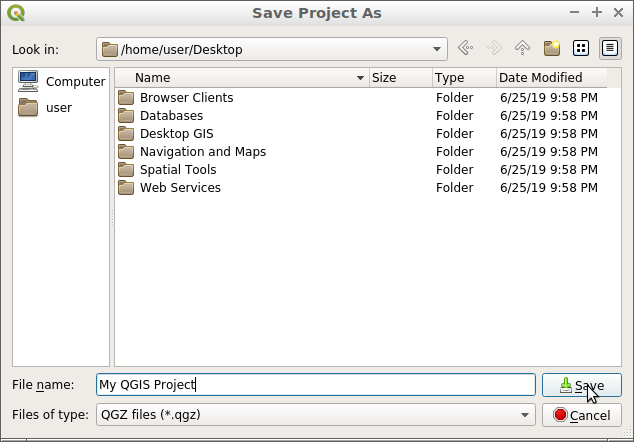 Save Project As
Look in: /home/user/Desktop
Computer
user
Name Size Type Date Modified
Browser Clients Folder 6/25/19 9:58 PM
Databases Folder 6/25/19 9:58 PM
Desktop GIS Folder 6/25/19 9:58 PM
Navigation and Maps Folder 6/25/19 9:58 PM
Spatial Tools Folder 6/25/19 9:58 PM
Web Services Folder 6/25/19 9:58 PM
File name: My QGIS Project Save
Files of type: QGZ files (*.qgz) Cancel